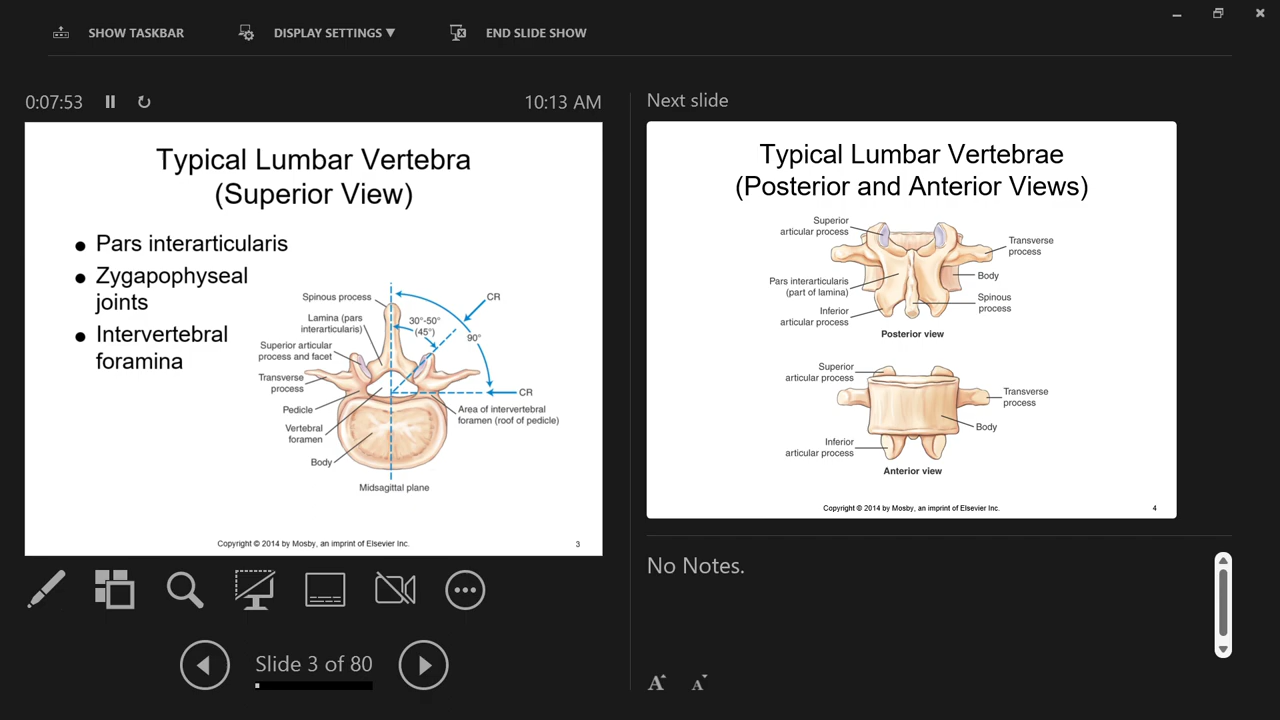 SHOW TASKBAR
DISPLAY SETTINGS ▼
END SLIDE SHOW
0:07:53
10:13 AM
Typical Lumbar Vertebra
(Superior View)
● Pars interarticularis
● Zygapophyseal
joints
● Intervertebral
foramina
Spinous process
Lamina (pars
interarticularis)
Superior articular
process and facet
Transverse
process
Pedicle
Vertebral
foramen
Body
30°-50°
(45°)
CR
90°
CR
Area of intervertebral
foramen (roof of pedicle)
Midsagittal plane
Copyright © 2014 by Mosby, an imprint of Elsevier Inc.
3
Slide 3 of 80
Next slide
Typical Lumbar Vertebrae
(Posterior and Anterior Views)
Superior
articular process
Transverse
process
Pars interarticularis
(part of lamina)
Body
Inferior
articular process
Spinous
process
Posterior view
Superior
articular process
Transverse
process
Body
Inferior
articular process
Anterior view
Copyright © 2014 by Mosby, an imprint of Elsevier Inc.
4
No Notes.
A
A